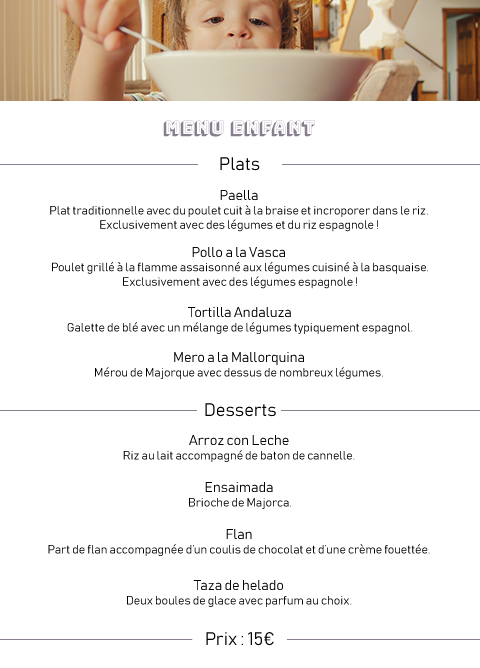 MENU ENFANT
Plats
Paella
Plat traditionnelle avec du poulet cuit à la braise et incroporer dans le riz.
Exclusivement avec des légumes et du riz espagnole !
Pollo a la Vasca
Poulet grillé à la flamme assaisonné aux légumes cuisiné à la basquaise.
Exclusivement avec des légumes espagnole !
Tortilla Andaluza
Galette de blé avec un mélange de légumes typiquement espagnol.
Mero a la Mallorquina
Mérou de Majorque avec dessus de nombreux légumes.
Desserts
Arroz con Leche
Riz au lait accompagné de baton de cannelle.
Ensaimada
Brioche de Majorca.
Flan
Part de flan accompagnée d'un coulis de chocolat et d'une crème fouettée.
Taza de helado
Deux boules de glace avec parfum au choix.
Prix : 15€